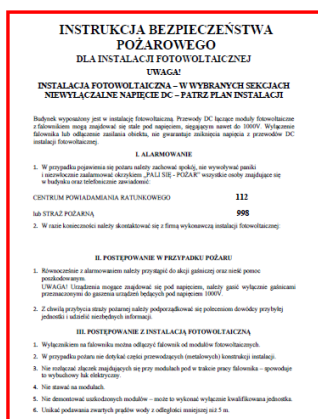 INSTRUKCJA BEZPIECZEŃSTWA
POŻAROWEGO
DLA INSTALACJI FOTOWOLTAICZNEJ
UWAGA!
INSTALACJA FOTOWOLTAICZNA – W WYBRANYCH SEKCJACH
NIEWYŁĄCZALNE NAPIĘCIE DC – PATRZ PLAN INSTALACJI
Budynek wyposażony jest w instalację fotowoltaiczną. Przewody DC łączące moduły fotowoltaiczne
z falownikiem mogą znajdować się stale pod napięciem, sięgającym nawet do 1000V. Wyłączenie
falownika lub odłączenie zasilania obiektu, nie gwarantuje zniknięcia napięcia z przewodów DC
instalacji fotowoltaicznej.
I. ALARMOWANIE
1. W przypadku pojawienia się pożaru należy zachować spokój, nie wywoływać paniki
i niezwłocznie zaalarmować okrzykiem „PALI SIĘ - POŻAR” wszystkie osoby znajdujące się
w budynku oraz telefonicznie zawiadomić:
CENTRUM POWIADAMIANIA RATUNKOWEGO 112
lub STRAŻ POŻARNĄ 998
2. W razie konieczności należy skontaktować się z firmą wykonawczą instalacji fotowoltaicznej:
II. POSTĘPOWANIE W PRZYPADKU POŻARU
1. Równocześnie z alarmowaniem należy przystąpić do akcji gaśniczej oraz nieść pomoc
poszkodowanym.
UWAGA! Urządzenia mogące znajdować się pod napięciem, należy gasić wyłącznie gaśnicami
przeznaczonymi do gaszenia urządzeń będących pod napięciem 1000V.
2. Z chwilą przybycia straży pożarnej należy podporządkować się poleceniom dowódcy przybyłej
jednostki i udzielić niezbędnych informacji.
III. POSTĘPOWANIE Z INSTALACJĄ FOTOWOLTAICZNĄ
1. Wyłącznikiem na falowniku można odłączyć falownik od modułów fotowoltaicznych.
2. W przypadku pożaru nie dotykać części przewodzących (metalowych) konstrukcji instalacji.
3. Nie rozłączać złączek znajdujących się przy modułach pod w trakcie pracy falownika – spowoduje
to wybuchowy łuk elektryczny.
4. Nie stawać na modułach.
5. Nie demontować uszkodzonych modułów – może to wykonać wyłącznie kwalifikowana jednostka.
6. Unikać podawania zwartych prądów wody z odległości mniejszej niż 5 m.